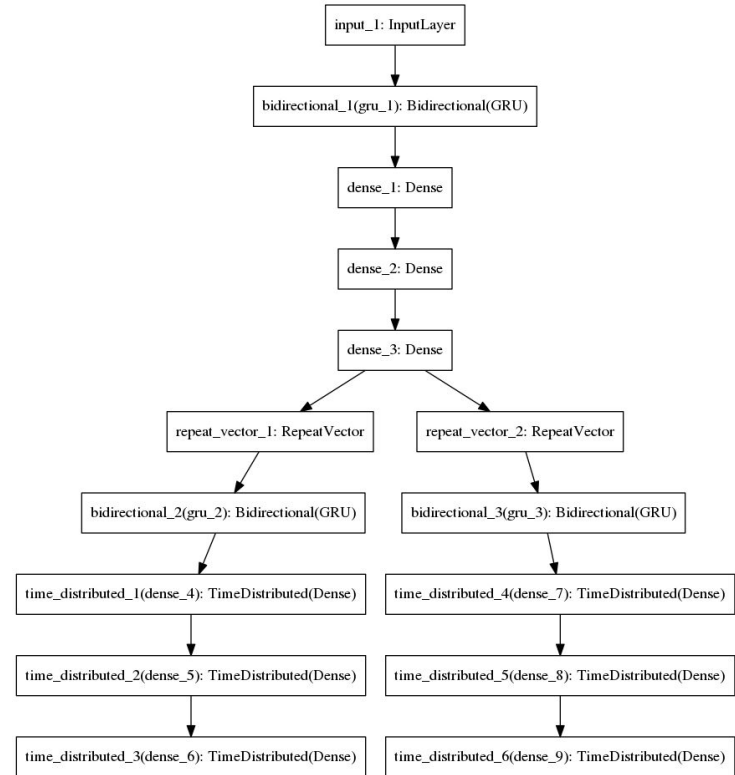 input_1: InputLayer
bidirectional_1(gru_1): Bidirectional(GRU)
dense_1: Dense
dense_2: Dense
dense_3: Dense
repeat_vector_1: RepeatVector
repeat_vector_2: RepeatVector
bidirectional_2(gru_2): Bidirectional(GRU)
bidirectional_3(gru_3): Bidirectional(GRU)
time_distributed_1(dense_4): TimeDistributed(Dense)
time_distributed_4(dense_7): TimeDistributed(Dense)
time_distributed_2(dense_5): TimeDistributed(Dense)
time_distributed_5(dense_8): TimeDistributed(Dense)
time_distributed_3(dense_6): TimeDistributed(Dense)
time_distributed_6(dense_9): TimeDistributed(Dense)